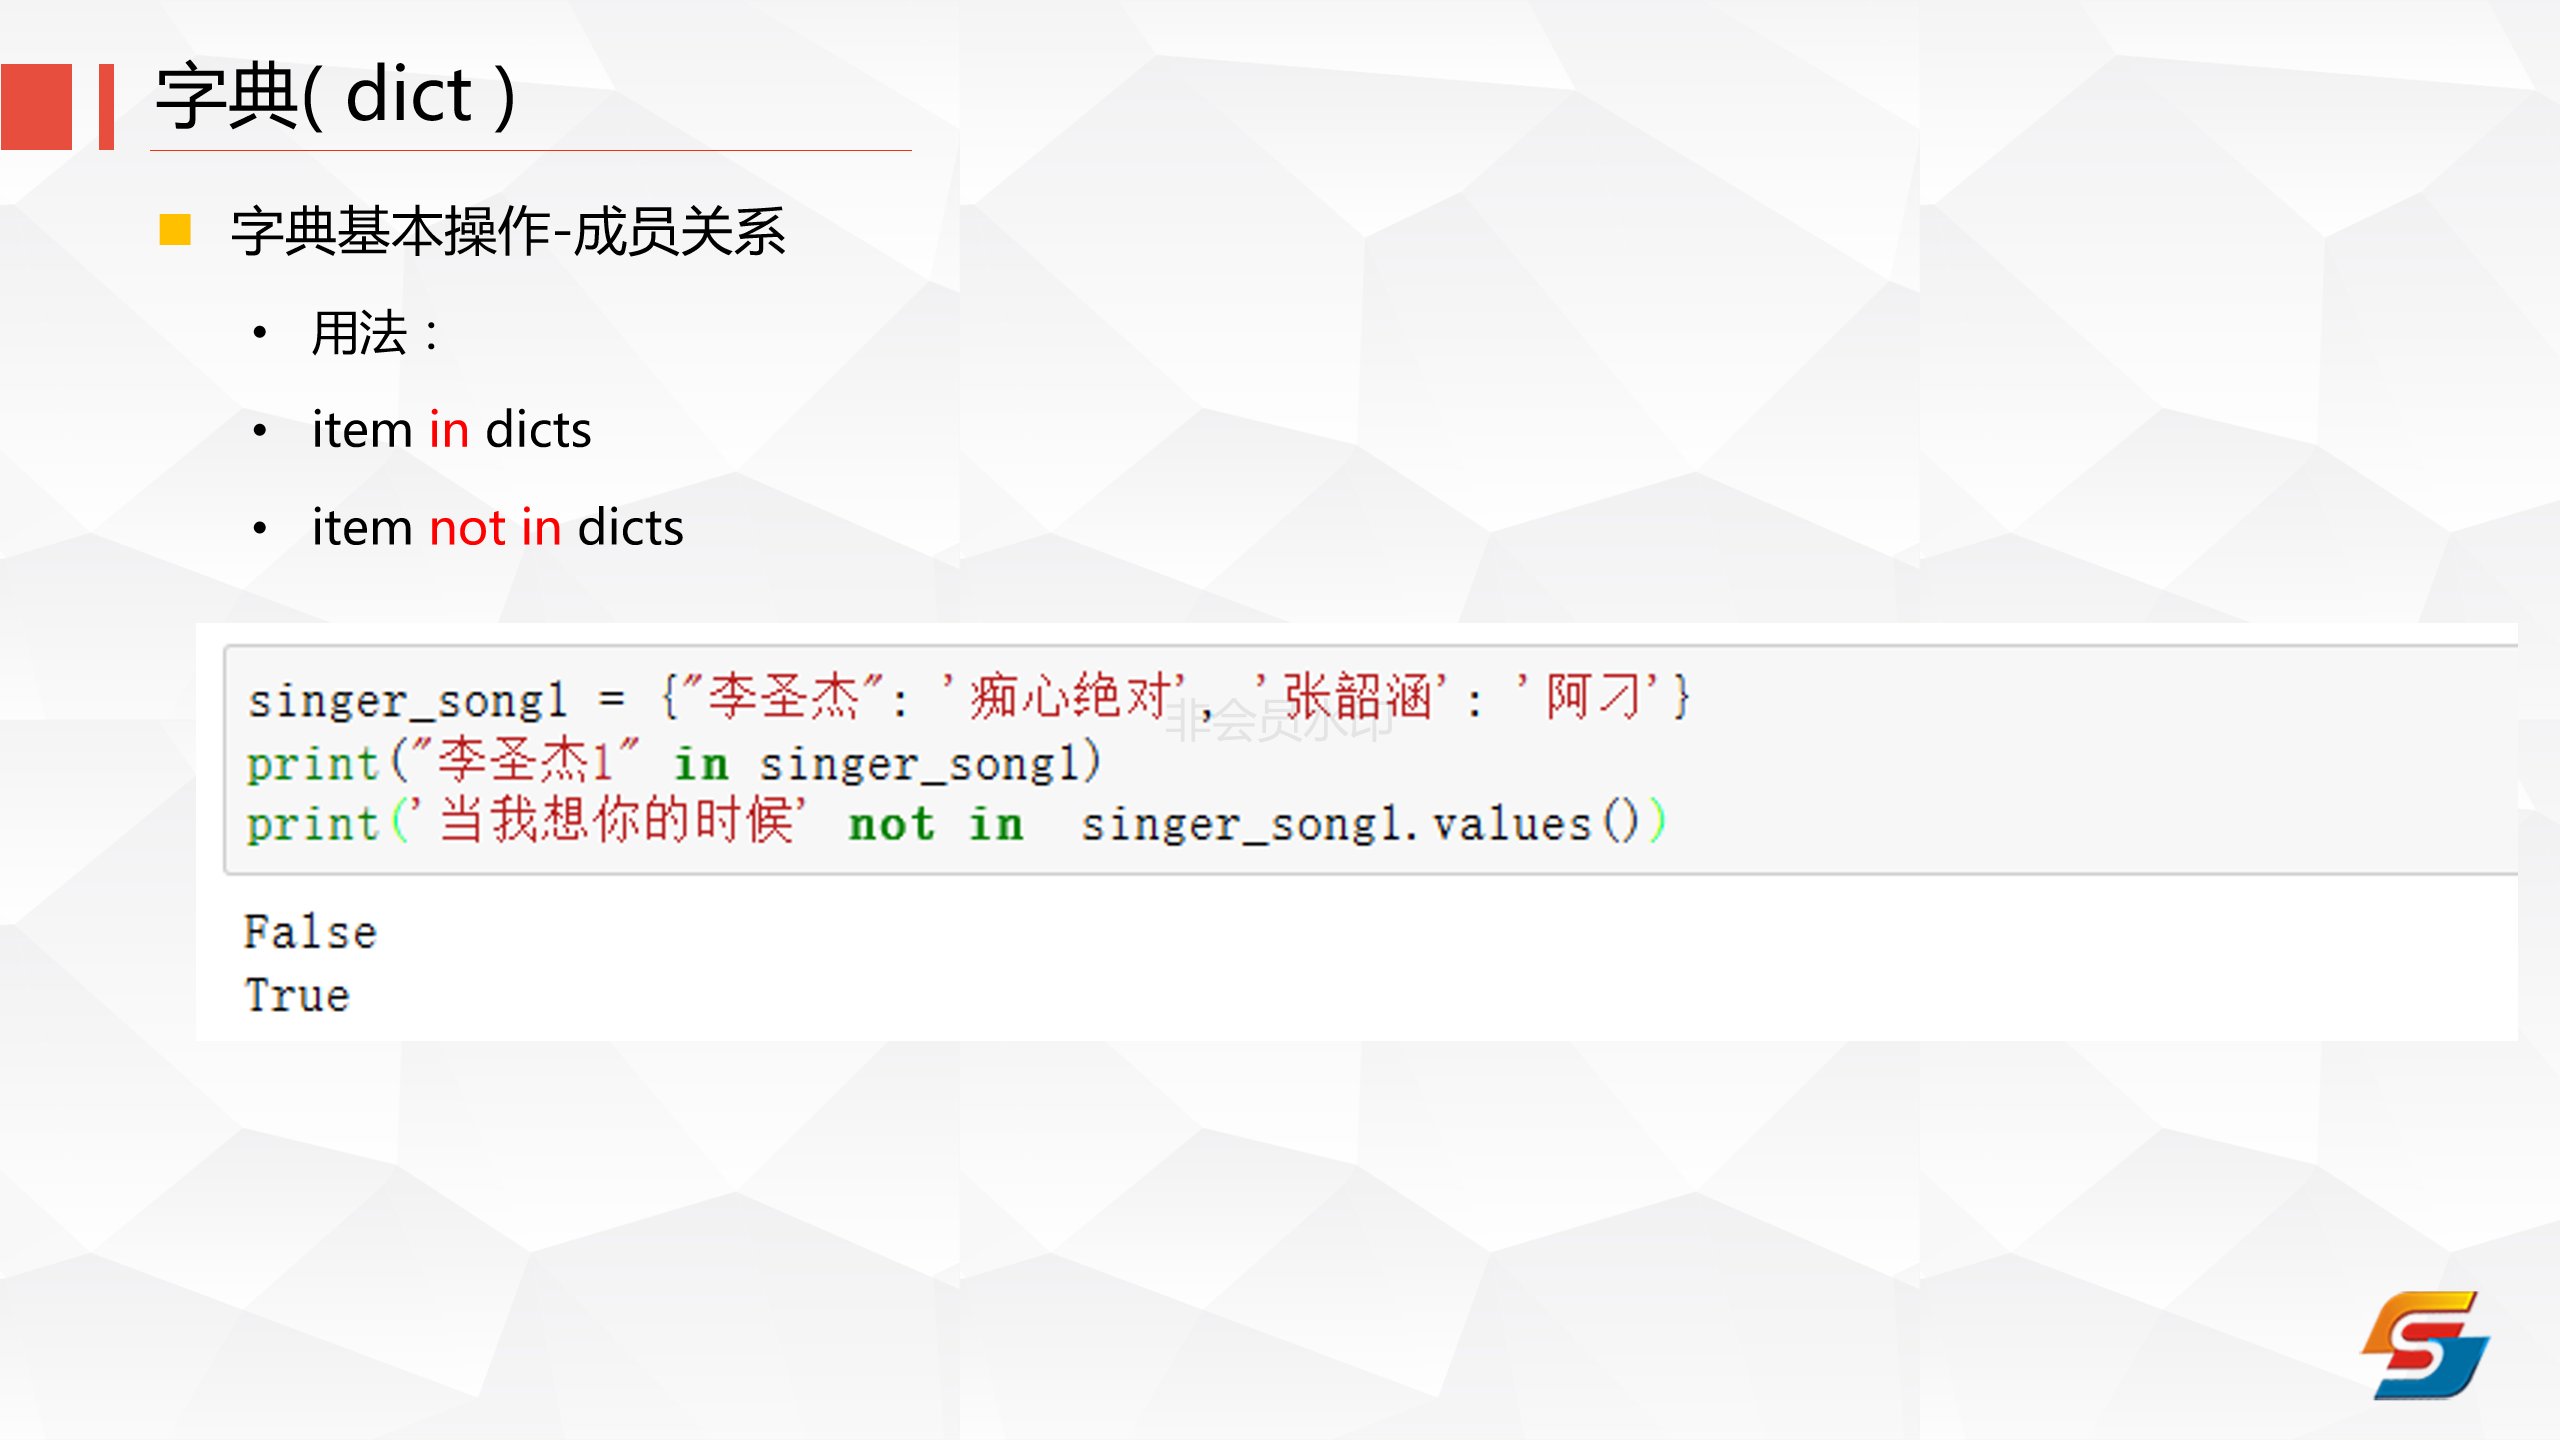 字典( dict )
字典基本操作-成员关系
用法：
item in dicts
item not in dicts
singer_song1 = {"李圣杰": '痴心绝对', '张韶涵': '阿刁'}
非会员水印
print("李圣杰1" in singer_song1)
print('当我想你的时候' not in  singer_song1.values())
False
True